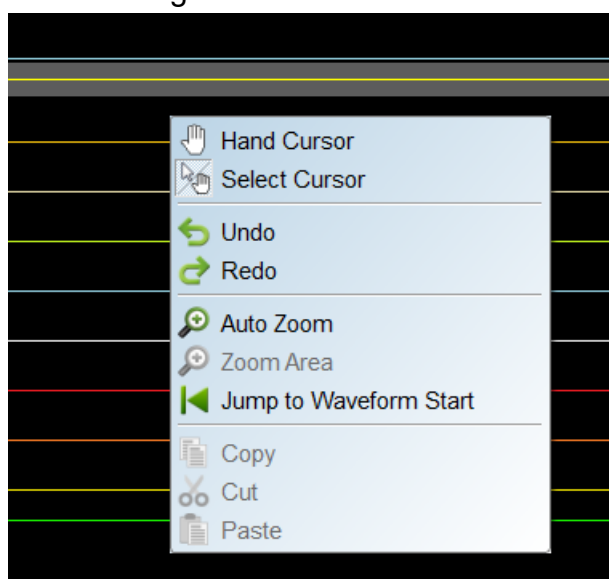 Hand Cursor
Select Cursor
Undo
Redo
Auto Zoom
Zoom Area
Jump to Waveform Start
Copy
Cut
Paste